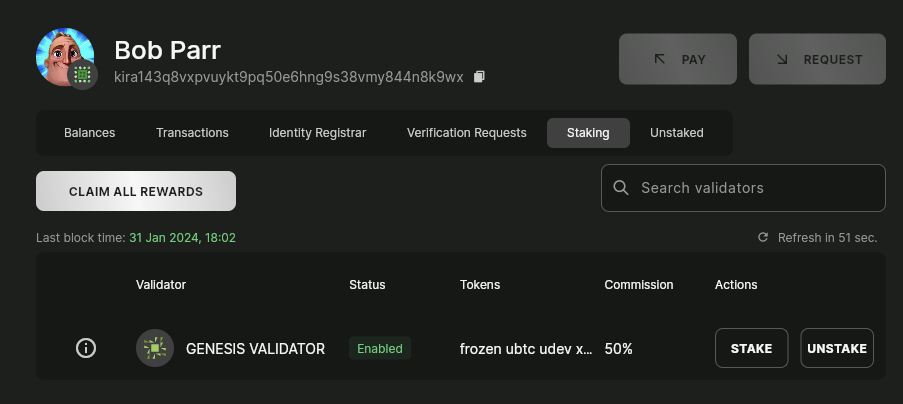 Bob Parr
kira143q8vxpvuykt9pq50e6hng9s38vmy844n8k9wx
PAY
REQUEST
Balances Transactions Identity Registrar Verification Requests Staking Unstaked
CLAIM ALL REWARDS
Search validators
Last block time: 31 Jan 2024, 18:02
Refresh in 51 sec.
Validator Status Tokens Commission Actions
GENESIS VALIDATOR Enabled frozen ubtc udev x... 50% STAKE UNSTAKE